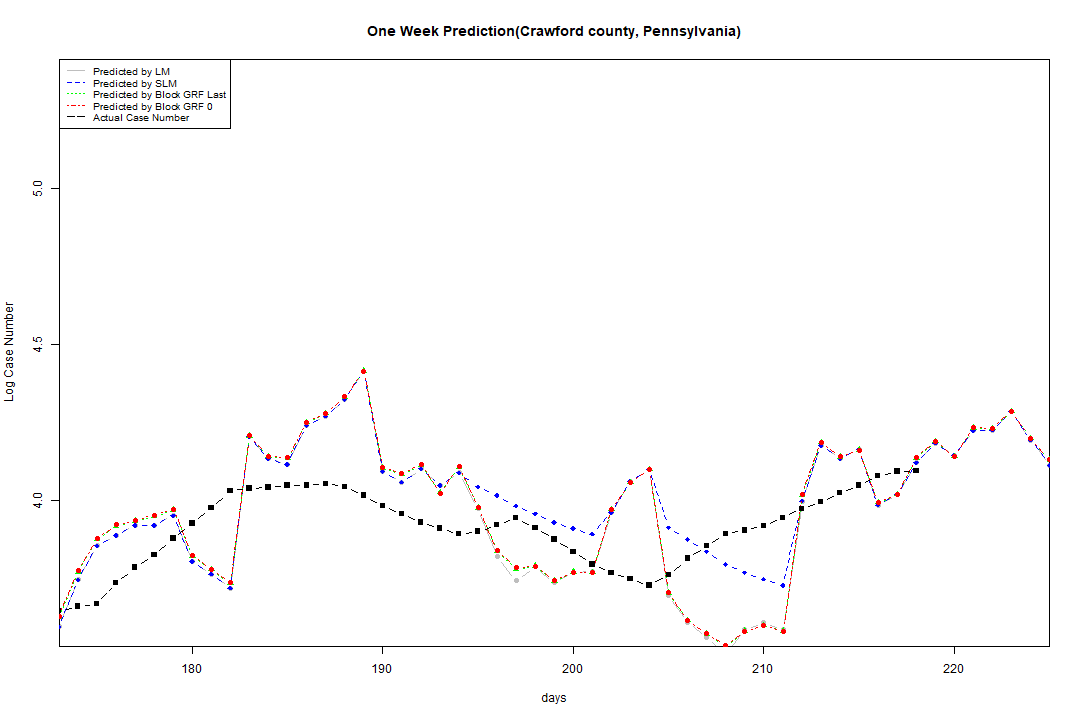 One Week Prediction(Crawford county, Pennsylvania)
Predicted by LM
Predicted by SLM
Predicted by Block GRF Last
Predicted by Block GRF 0
Actual Case Number
5.0
4.5
4.0
Log Case Number
180 190 200 210 220
days